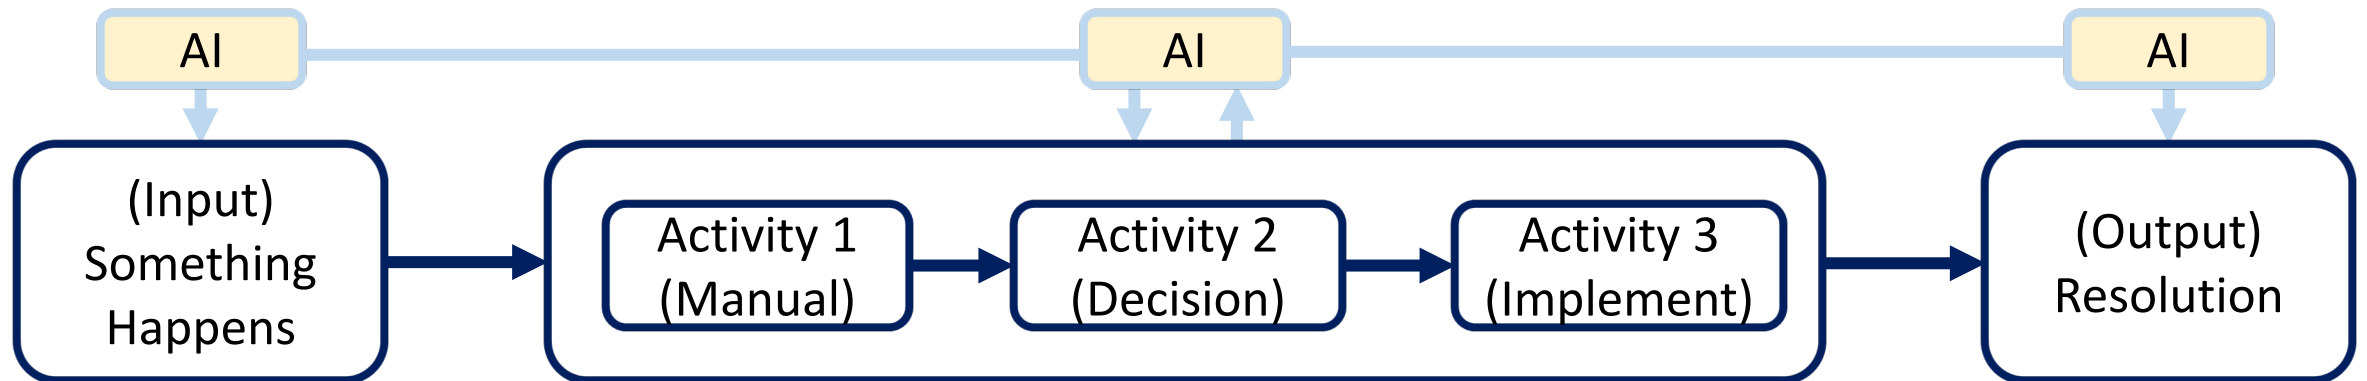 AI
AI
AI
(Input)
Something
Happens
Activity 1
(Manual)
Activity 2
(Decision)
Activity 3
(Implement)
(Output)
Resolution